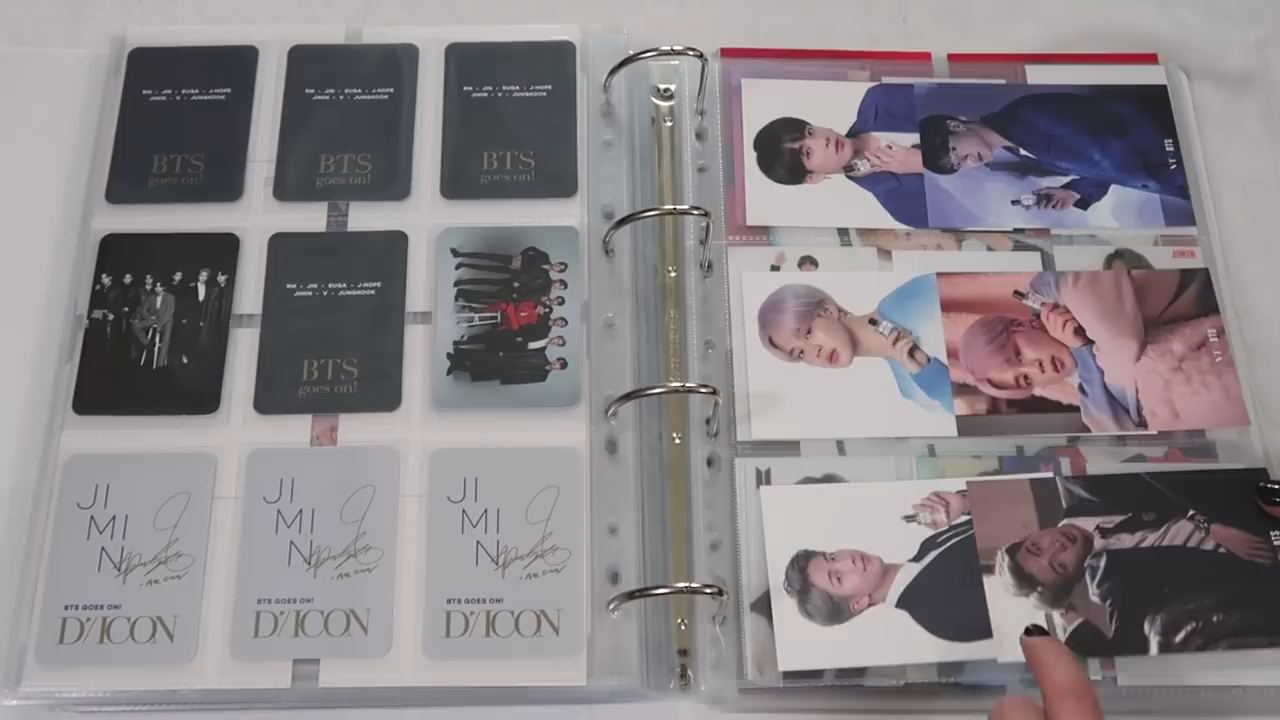 RM · JIN · SUGA · J-HOPE
JIMIN · V · JUNGKOOK
BTS
goes on!
RM · JIN · SUGA · J-HOPE
JIMIN · V · JUNGKOOK
BTS
goes on!
RM · JIN · SUGA · J-HOPE
JIMIN · V · JUNGKOOK
BTS
goes on!
RM · JIN · SUGA · J-HOPE
JIMIN · V · JUNGKOOK
BTS
goes on!
JI
MI
N
BTS GOES ON!
D'/ICON
JI
MI
N
BTS GOES ON!
D'/ICON
JI
MI
N
BTS GOES ON!
D'/ICON
VT · BTS
JIMIN
VT · BTS
BTS